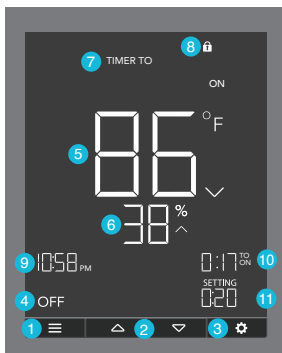 8
7 TIMER TO
ON
5 86 °F
6 38 %
9 10:58 PM 0:17 TO ON 10
4 OFF SETTING 0:20 11
1 2 3